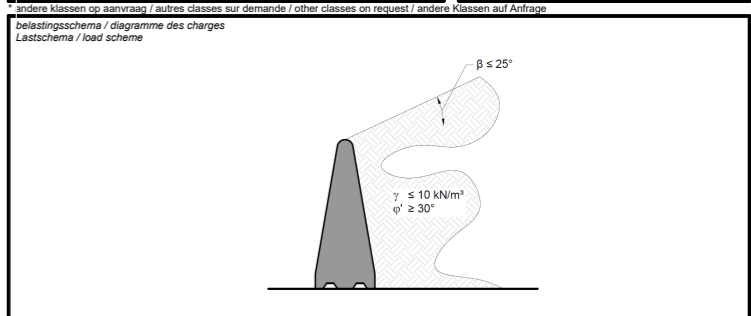 * andere klassen op aanvraag / autres classes sur demande / other classes on request / andere Klassen auf Anfrage
belastingsschema / diagramme des charges
Lastschema / load scheme
β ≤ 25°
γ ≤ 10 kN/m³
φ' ≥ 30°